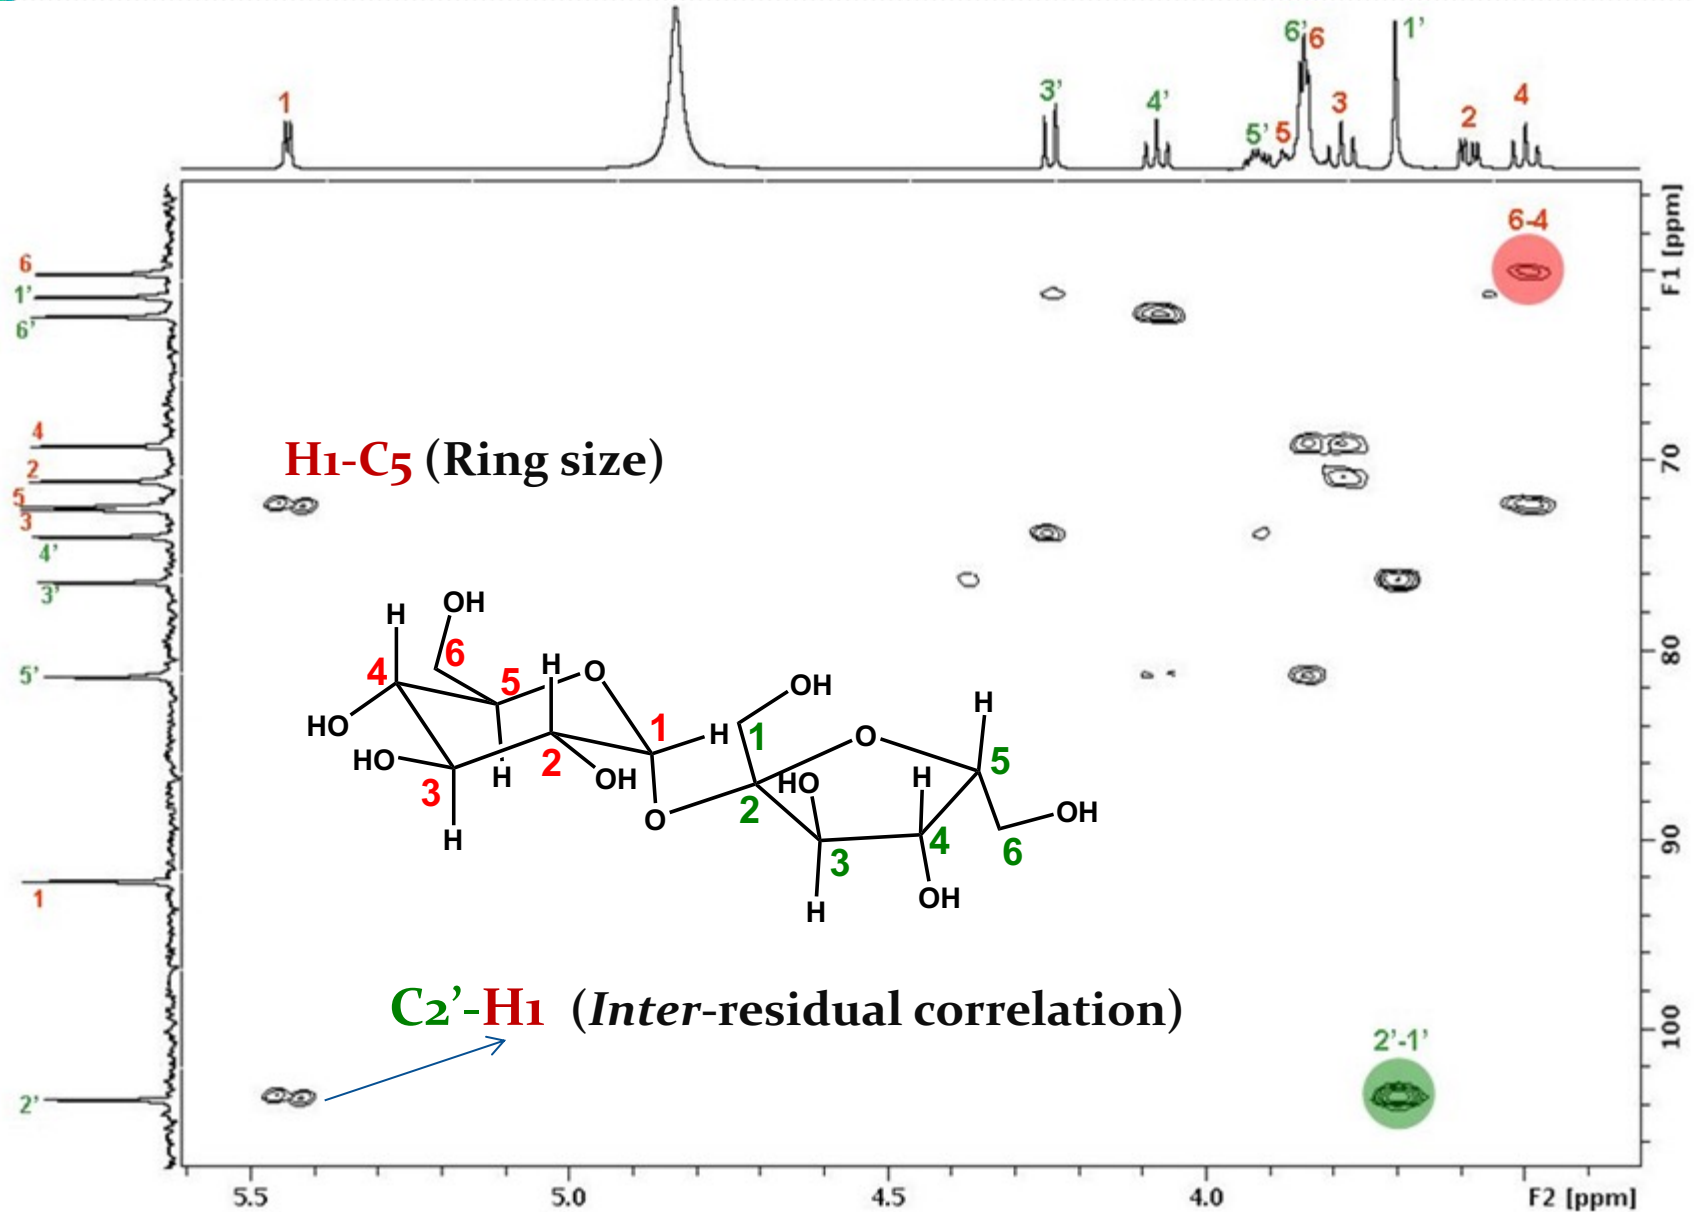 6' 6 1'
1 3' 4' 5' 5 3 2 4
6-4
F1 [ppm]
6
1'
6'
4
2
5
3
4'
3'
5'
1
2'
70
80
90
100
H1-C5 (Ring size)
H OH
6 H O
4 5
HO 1 H
HO 2 OH
3 H
H O
OH
1 O H
HO H 5
2 OH
4 6
3
OH
H
C2’-H1 (Inter-residual correlation)
2'-1'
5.5 5.0 4.5 4.0 F2 [ppm]